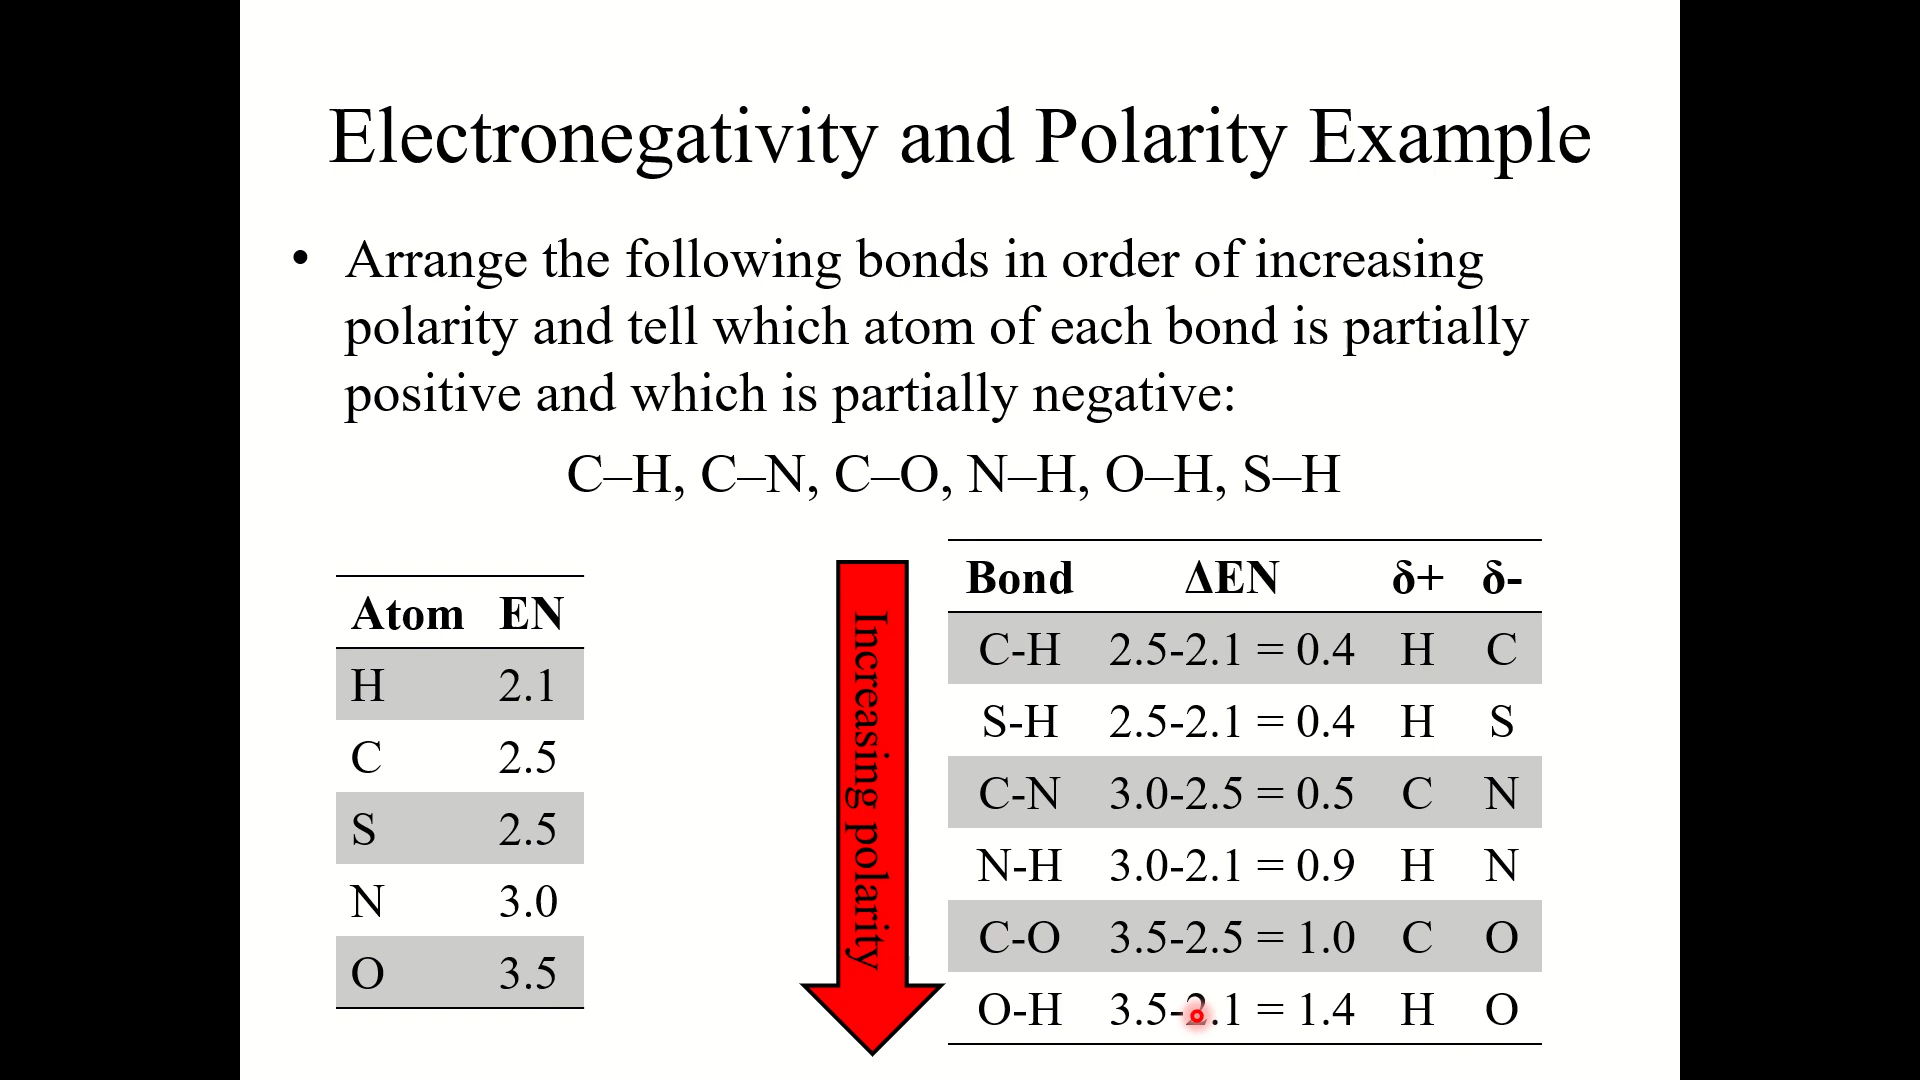 Electronegativity and Polarity Example
• Arrange the following bonds in order of increasing
polarity and tell which atom of each bond is partially
positive and which is partially negative:
C–H, C–N, C–O, N–H, O–H, S–H
Atom EN
H 2.1
C 2.5
S 2.5
N 3.0
O 3.5
Increasing polarity
Bond ΔEN δ+ δ-
C-H 2.5-2.1 = 0.4 H C
S-H 2.5-2.1 = 0.4 H S
C-N 3.0-2.5 = 0.5 C N
N-H 3.0-2.1 = 0.9 H N
C-O 3.5-2.5 = 1.0 C O
O-H 3.5-2.1 = 1.4 H O